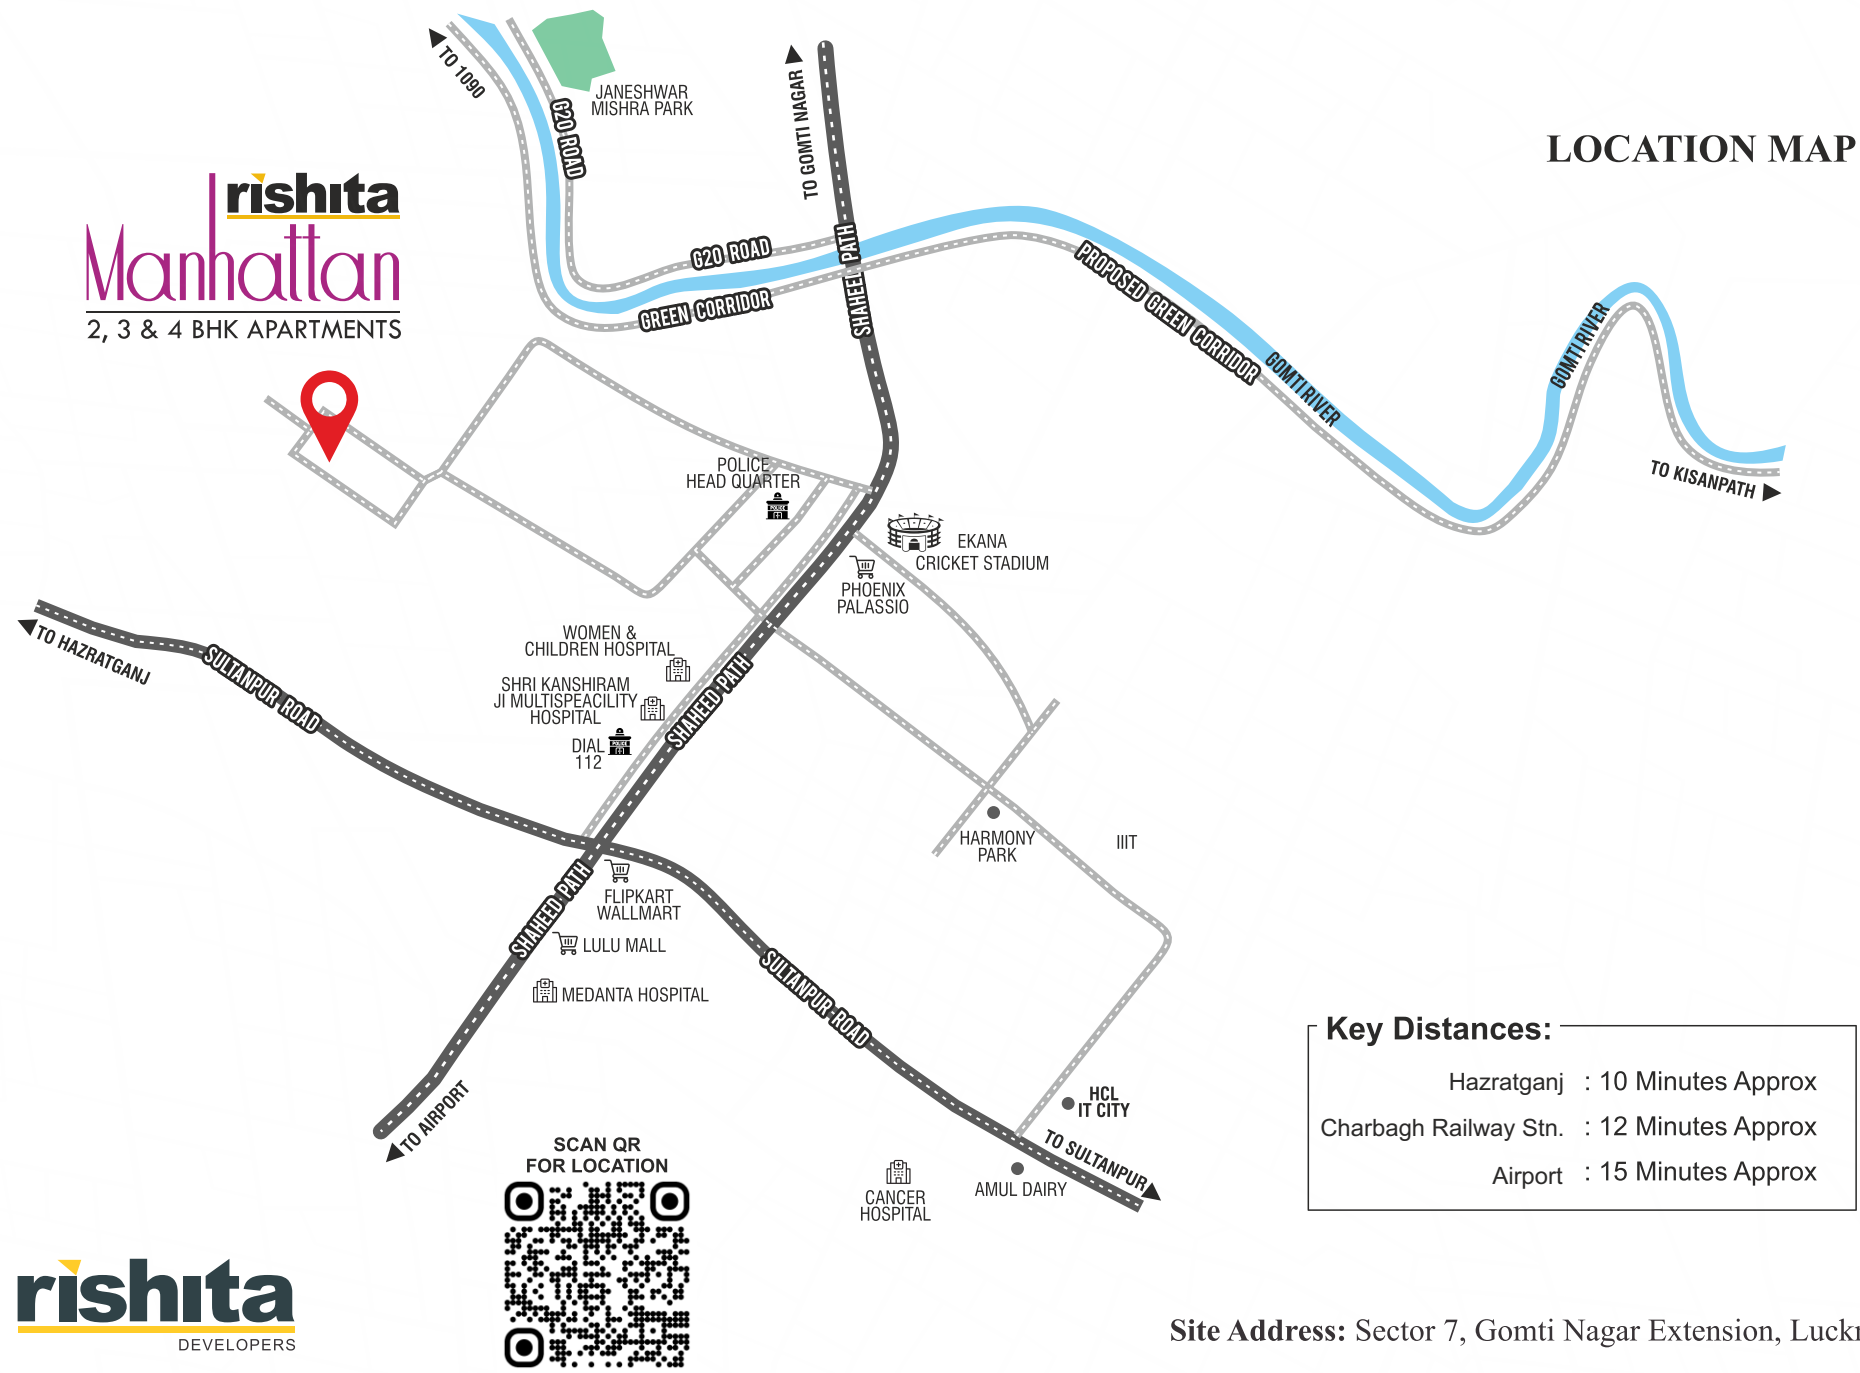 TO 1090
G20 ROAD
JANESHWAR
MISHRA PARK
TO GOMTI NAGAR
LOCATION MAP
rishita
Manhattan
2, 3 & 4 BHK APARTMENTS
G20 ROAD
GREEN CORRIDOR
SHAHEED PATH
PROPOSED GREEN CORRIDOR
GOMTI RIVER
GOMTI RIVER
TO KISANPATH
POLICE
HEAD QUARTER
POLICE
EKANA
CRICKET STADIUM
PHOENIX
PALASSIO
TO HAZRATGANJ
SULTANPUR ROAD
WOMEN &
CHILDREN HOSPITAL
SHRI KANSHIRAM
JI MULTISPEACILITY
HOSPITAL
DIAL
112
POLICE
SHAHEED PATH
HARMONY
PARK
IIIT
SHAHEED PATH
FLIPKART
WALLMART
LULU MALL
MEDANTA HOSPITAL
SULTANPUR ROAD
TO AIRPORT
HCL
IT CITY
TO SULTANPUR
AMUL DAIRY
CANCER
HOSPITAL
Key Distances:
Hazratganj : 10 Minutes Approx
Charbagh Railway Stn. : 12 Minutes Approx
Airport : 15 Minutes Approx
SCAN QR
FOR LOCATION
rishita
DEVELOPERS
Site Address: Sector 7, Gomti Nagar Extension,